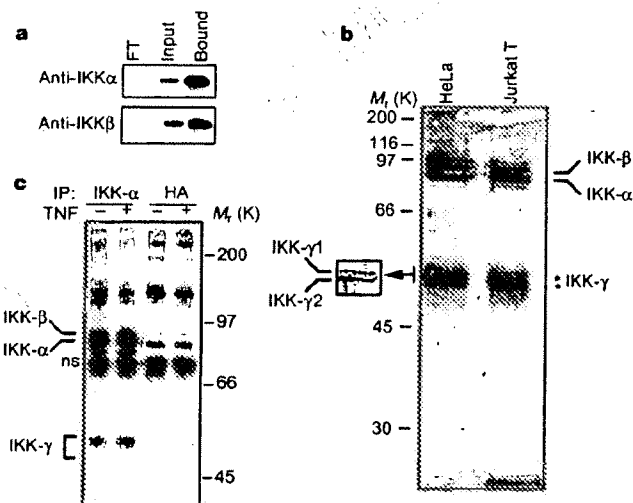 a
FT
Input
Bound
Anti-IKKα
Anti-IKKβ
b
HeLa
Jurkat T
Mr (K)
200
116
97
66
45
30
IKK-β
IKK-α
IKK-γ
IKK-γ1
IKK-γ2
c
IP: IKK-α HA
TNF − + − + Mr (K)
200
97
66
45
IKK-β
IKK-α
ns
IKK-γ